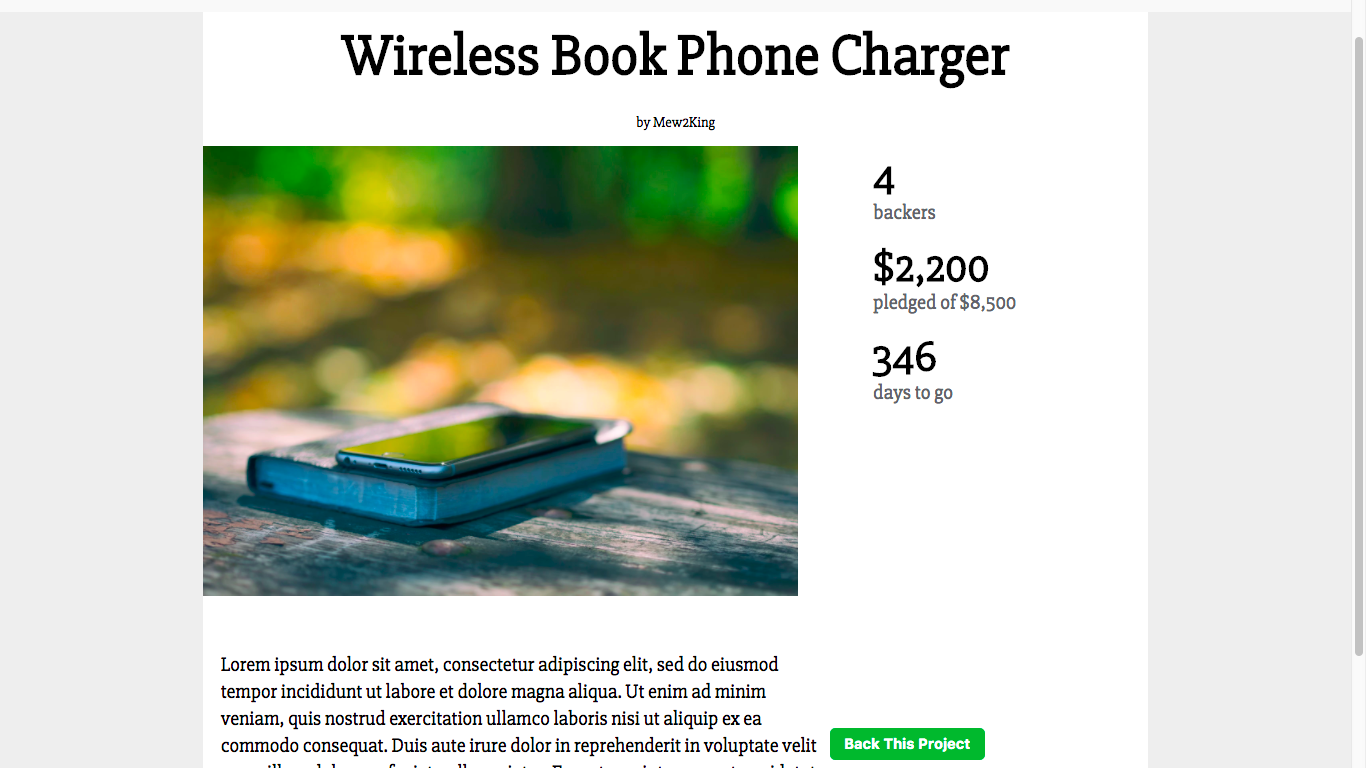 Wireless Book Phone Charger
by Mew2King
4
backers
$2,200
pledged of $8,500
346
days to go
Lorem ipsum dolor sit amet, consectetur adipiscing elit, sed do eiusmod
tempor incididunt ut labore et dolore magna aliqua. Ut enim ad minim
veniam, quis nostrud exercitation ullamco laboris nisi ut aliquip ex ea
commodo consequat. Duis aute irure dolor in reprehenderit in voluptate velit
Back This Project